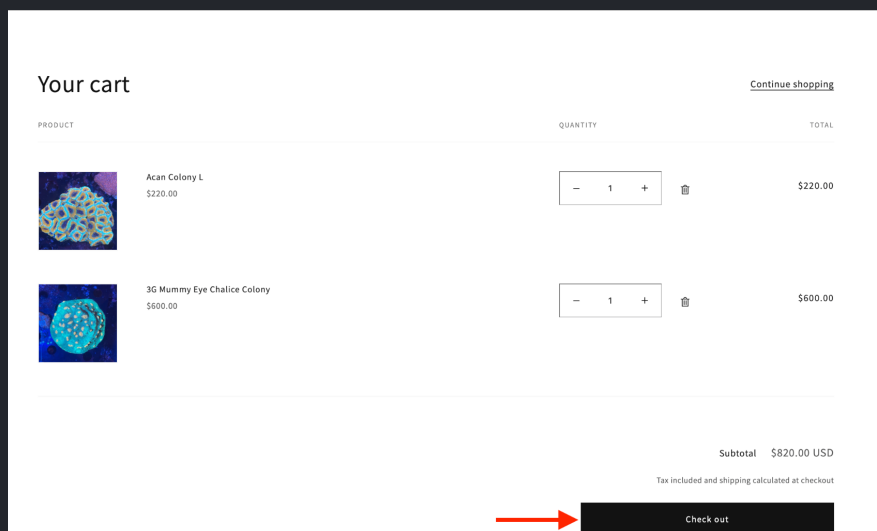 Your cart
Continue shopping
PRODUCT QUANTITY TOTAL
Acan Colony L
$220.00
− 1 +
$220.00
3G Mummy Eye Chalice Colony
$600.00
− 1 +
$600.00
Subtotal $820.00 USD
Tax included and shipping calculated at checkout
Check out